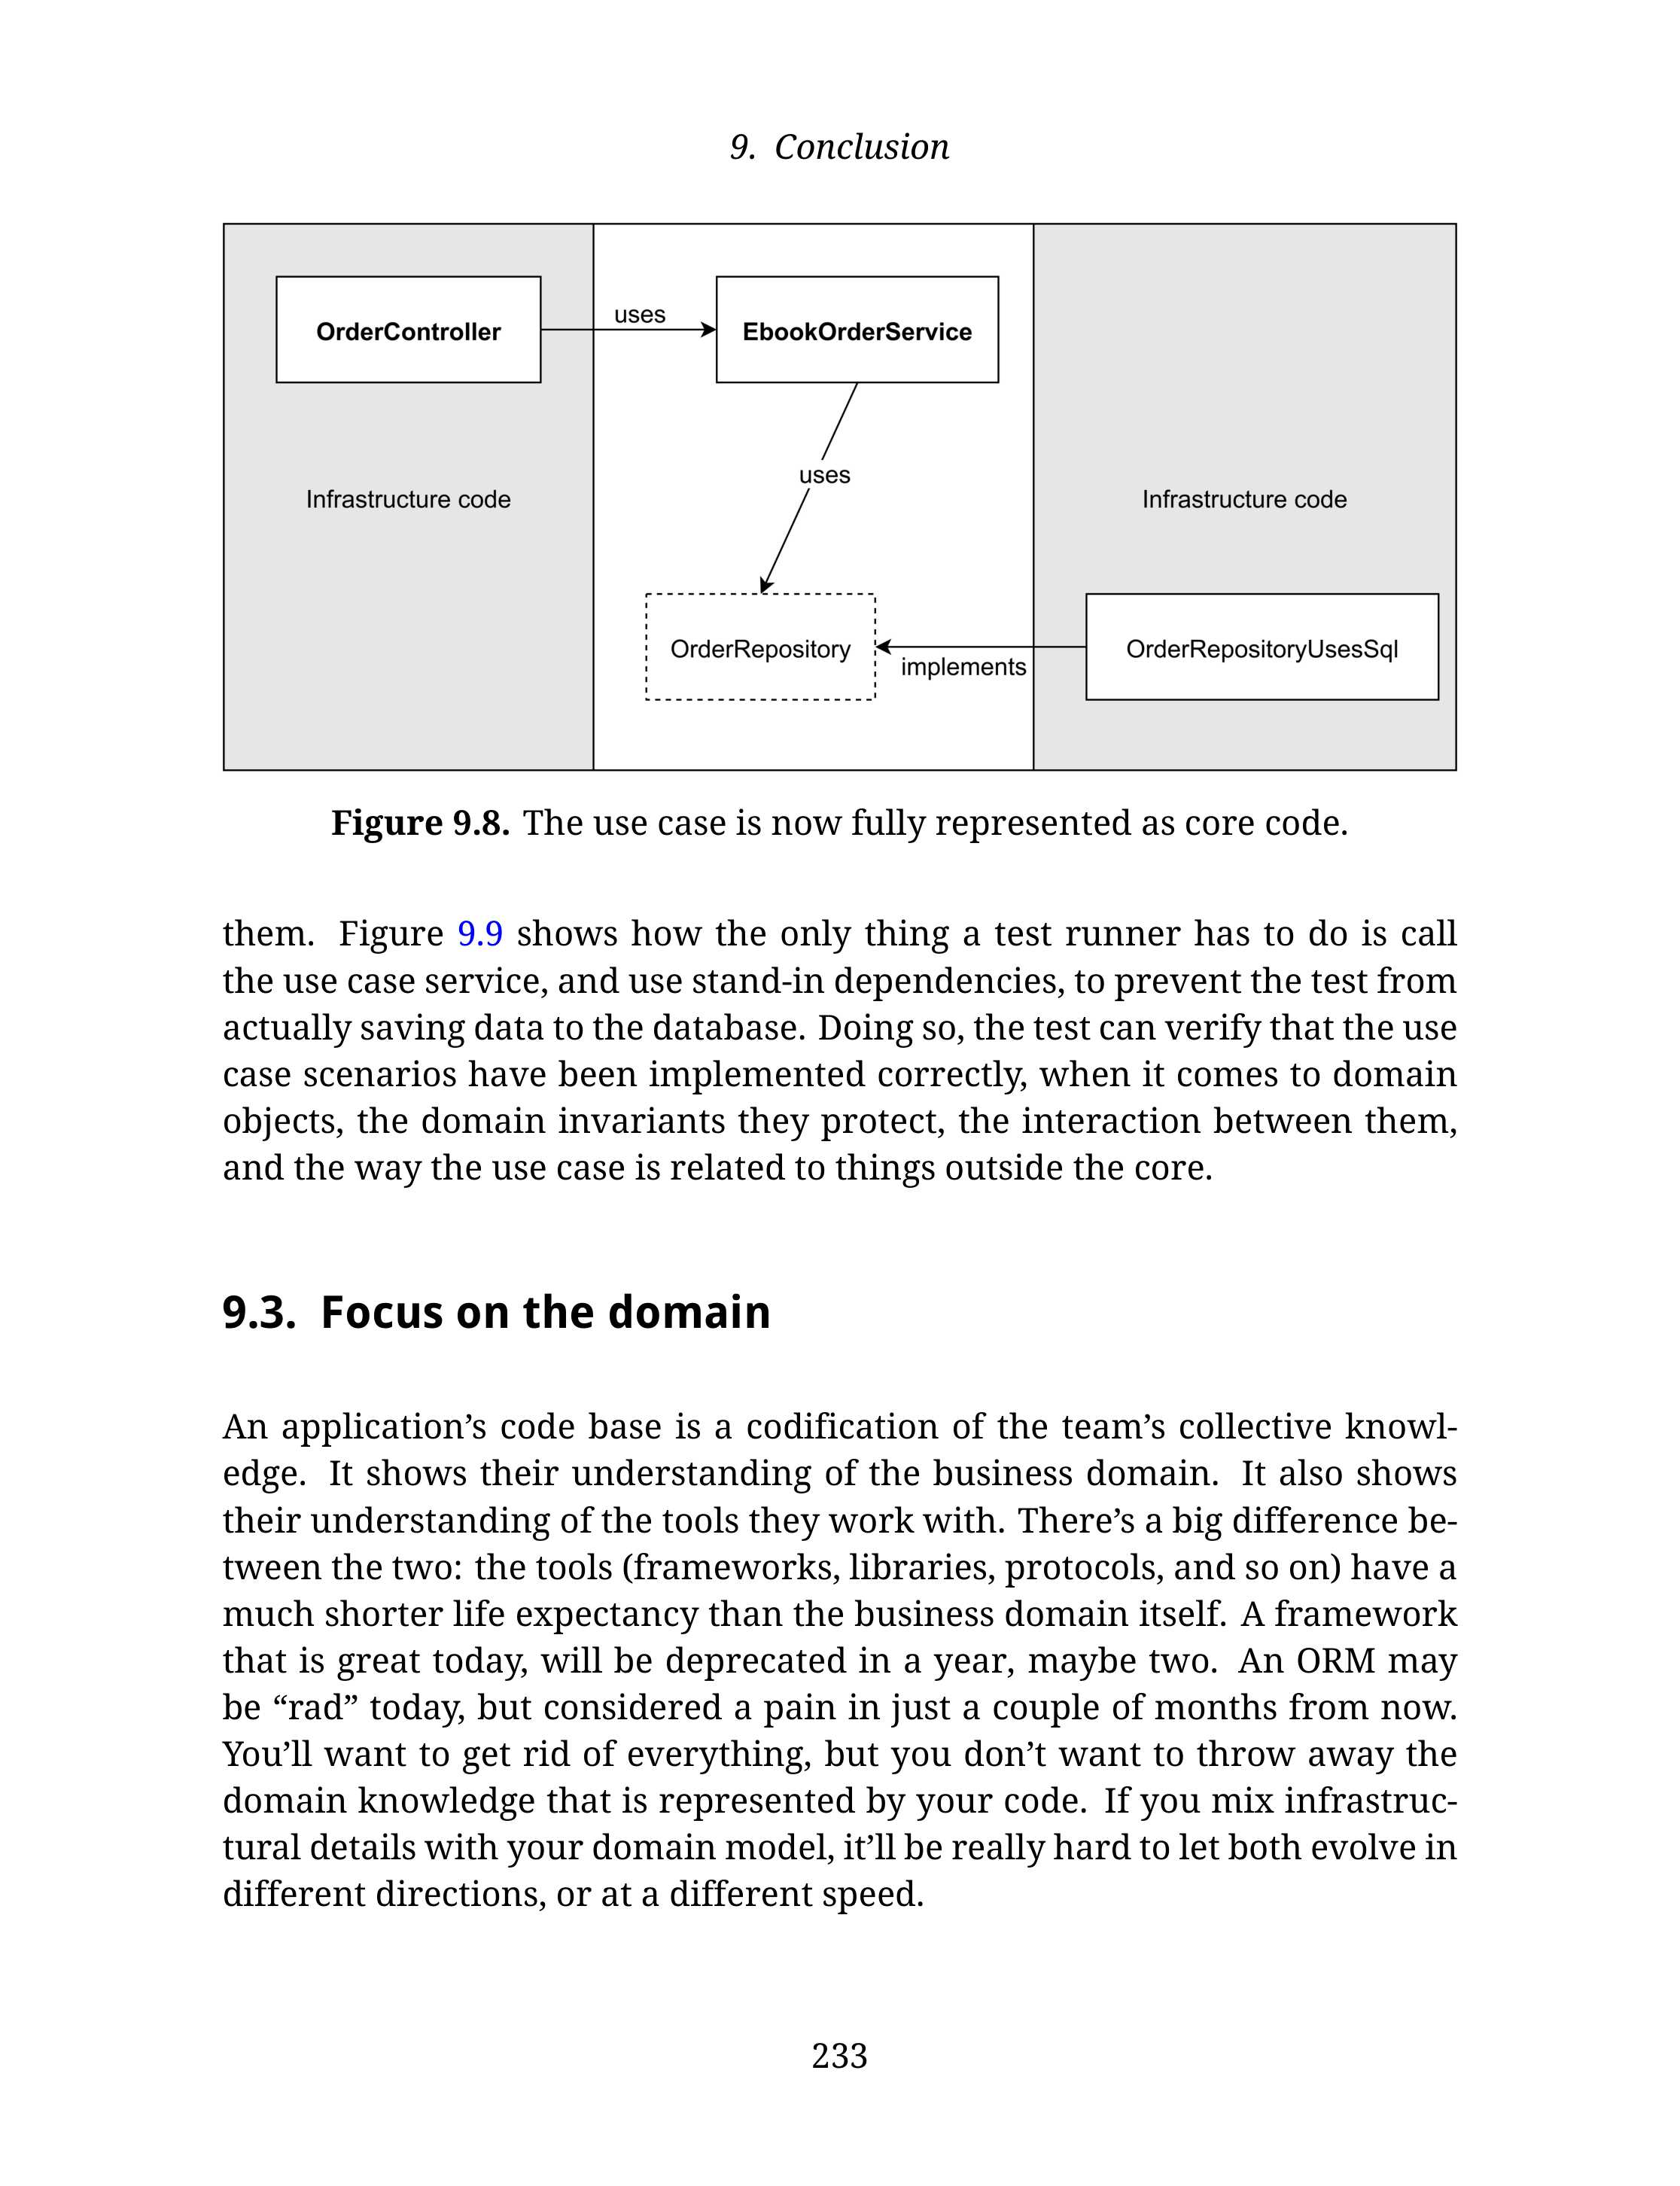 9. Conclusion
OrderController
uses
EbookOrderService
uses
Infrastructure code
Infrastructure code
OrderRepository
implements
OrderRepositoryUsesSql
Figure 9.8. The use case is now fully represented as core code.
them. Figure 9.9 shows how the only thing a test runner has to do is call
the use case service, and use stand-in dependencies, to prevent the test from
actually saving data to the database. Doing so, the test can verify that the use
case scenarios have been implemented correctly, when it comes to domain
objects, the domain invariants they protect, the interaction between them,
and the way the use case is related to things outside the core.
9.3. Focus on the domain
An application’s code base is a codification of the team’s collective knowl-
edge. It shows their understanding of the business domain. It also shows
their understanding of the tools they work with. There’s a big difference be-
tween the two: the tools (frameworks, libraries, protocols, and so on) have a
much shorter life expectancy than the business domain itself. A framework
that is great today, will be deprecated in a year, maybe two. An ORM may
be “rad” today, but considered a pain in just a couple of months from now.
You’ll want to get rid of everything, but you don’t want to throw away the
domain knowledge that is represented by your code. If you mix infrastruc-
tural details with your domain model, it’ll be really hard to let both evolve in
different directions, or at a different speed.
233